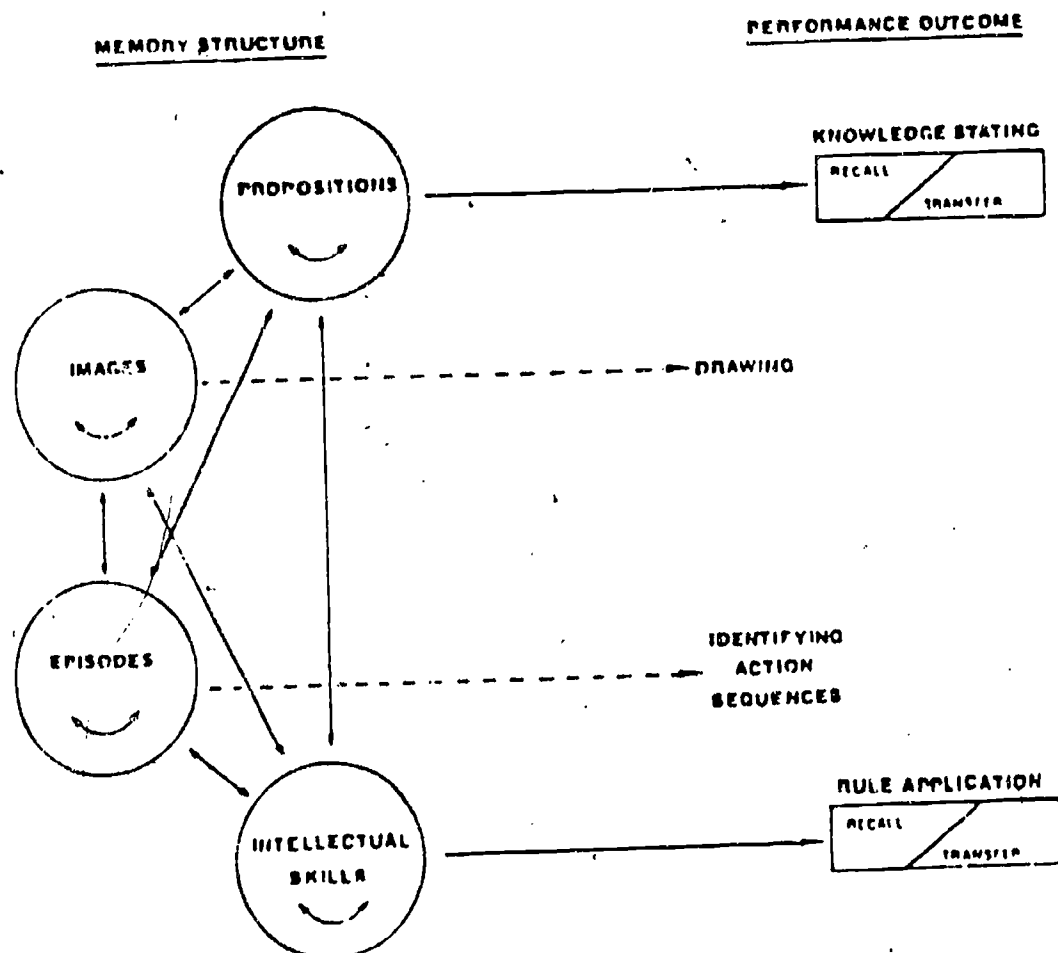 MEMORY STRUCTURE
PERFORMANCE OUTCOME
KNOWLEDGE STATING
RECALL
TRANSFER
PROPOSITIONS
IMAGES
DRAWING
EPISODES
IDENTIFYING
ACTION
SEQUENCES
RULE APPLICATION
RECALL
TRANSFER
INTELLECTUAL
SKILLS